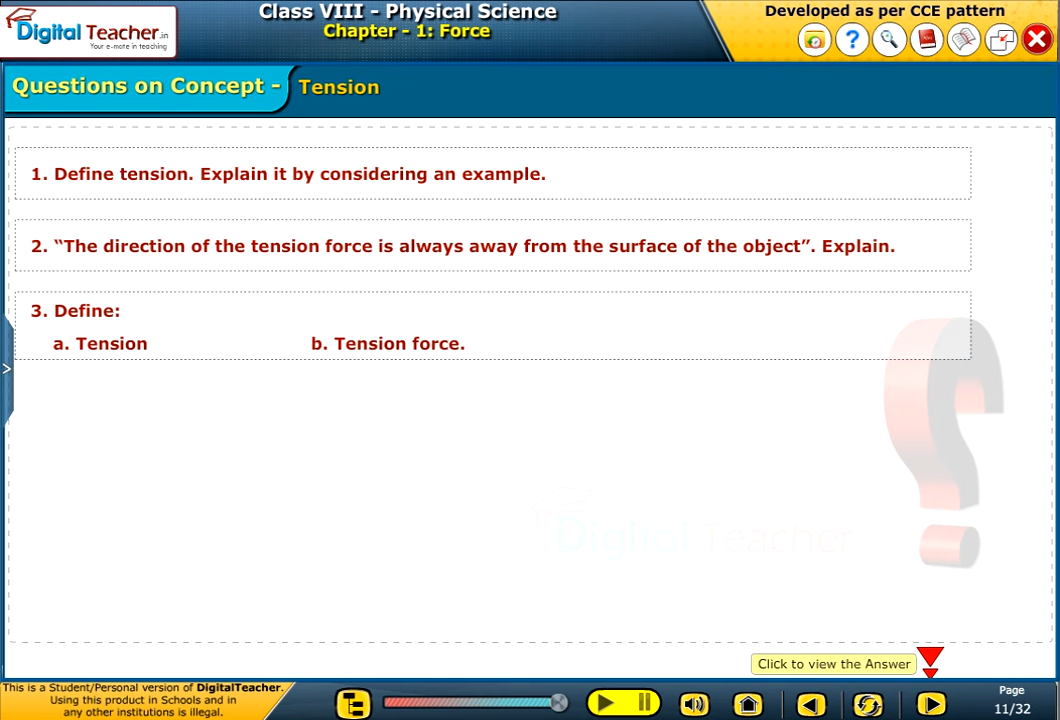 Digital Teacher.in
Your e-mate in teaching
Class VIII - Physical Science
Chapter - 1: Force
Developed as per CCE pattern
Questions on Concept - Tension
1. Define tension. Explain it by considering an example.
2. “The direction of the tension force is always away from the surface of the object”. Explain.
3. Define:
a. Tension b. Tension force.
>
Digital Teacher
Click to view the Answer
This is a Student/Personal version of DigitalTeacher.
Using this product in Schools and in
any other institutions is illegal.
Page
11/32